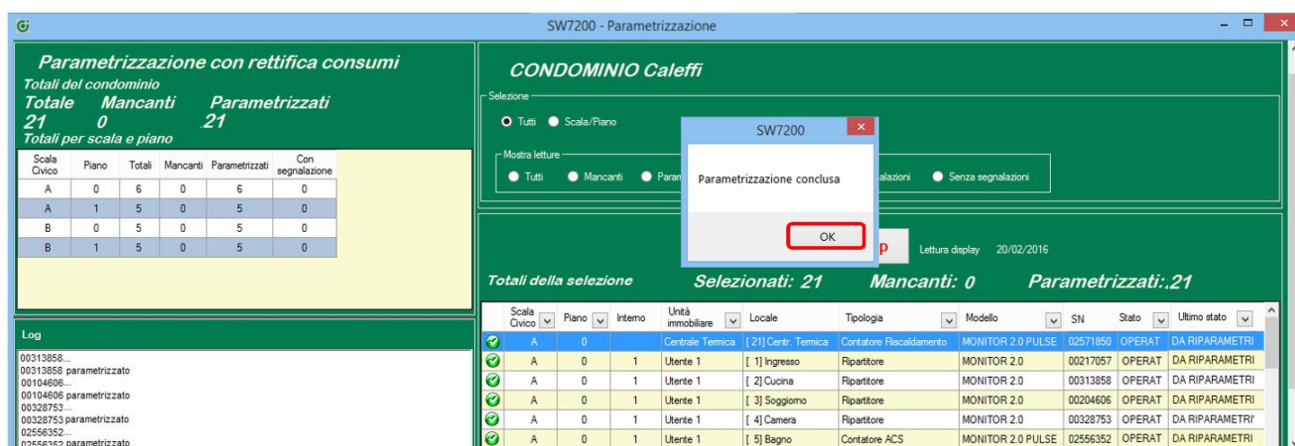 SW7200 - Parametrizzazione
Parametrizzazione con rettifica consumi
Totali del condominio
Totale Mancanti Parametrizzati
21 0 .21
Totali per scala e piano
Scala Civico Piano Totali Mancanti Parametrizzati Con segnalazione
A 0 6 0 6 0
A 1 5 0 5 0
B 0 5 0 5 0
B 1 5 0 5 0
Log
00313858...
00313858 parametrizzato
00104606...
00104606 parametrizzato
00328753...
00328753 parametrizzato
02556352...
02556352 parametrizzato
CONDOMINIO Caleffi
Selezione
Tutti Scala/Piano
Mostra letture
Tutti Mancanti Param alazioni Senza segnalazioni
SW7200
Parametrizzazione conclusa
OK
p Lettura display 20/02/2016
Totali della selezione Selezionati: 21 Mancanti: 0 Parametrizzati:.21
Scala Civico Piano Interno Unità immobiliare Locale Tipologia Modello SN Stato Ultimo stato
A 0 Centrale Termica [ 21] Centr. Termica Contatore Riscaldamento MONITOR 2.0 PULSE 02571850 OPERAT DA RIPARAMETRI
A 0 1 Utente 1 [ 1] Ingresso Ripartitore MONITOR 2.0 00217057 OPERAT DA RIPARAMETRI
A 0 1 Utente 1 [ 2] Cucina Ripartitore MONITOR 2.0 00313858 OPERAT DA RIPARAMETRI
A 0 1 Utente 1 [ 3] Soggiorno Ripartitore MONITOR 2.0 00204606 OPERAT DA RIPARAMETRI
A 0 1 Utente 1 [ 4] Camera Ripartitore MONITOR 2.0 00328753 OPERAT DA RIPARAMETRI
A 0 1 Utente 1 [ 5] Bagno Contatore ACS MONITOR 2.0 PULSE 02556352 OPERAT DA RIPARAMETRI